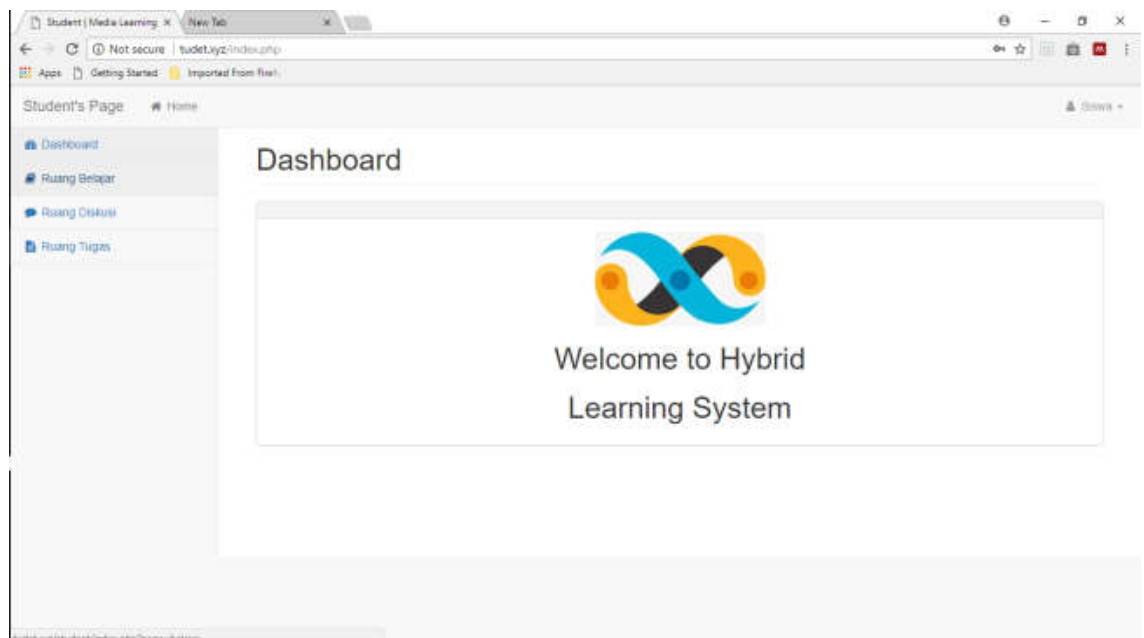 Student | Media Learning
New Tab
Not secure | tudet.xyz/index.php
Apps Getting Started Imported From
Student's Page Home Siswa
Dashboard
Ruang Belajar
Ruang Diskusi
Ruang Tugas
Dashboard
Welcome to Hybrid
Learning System